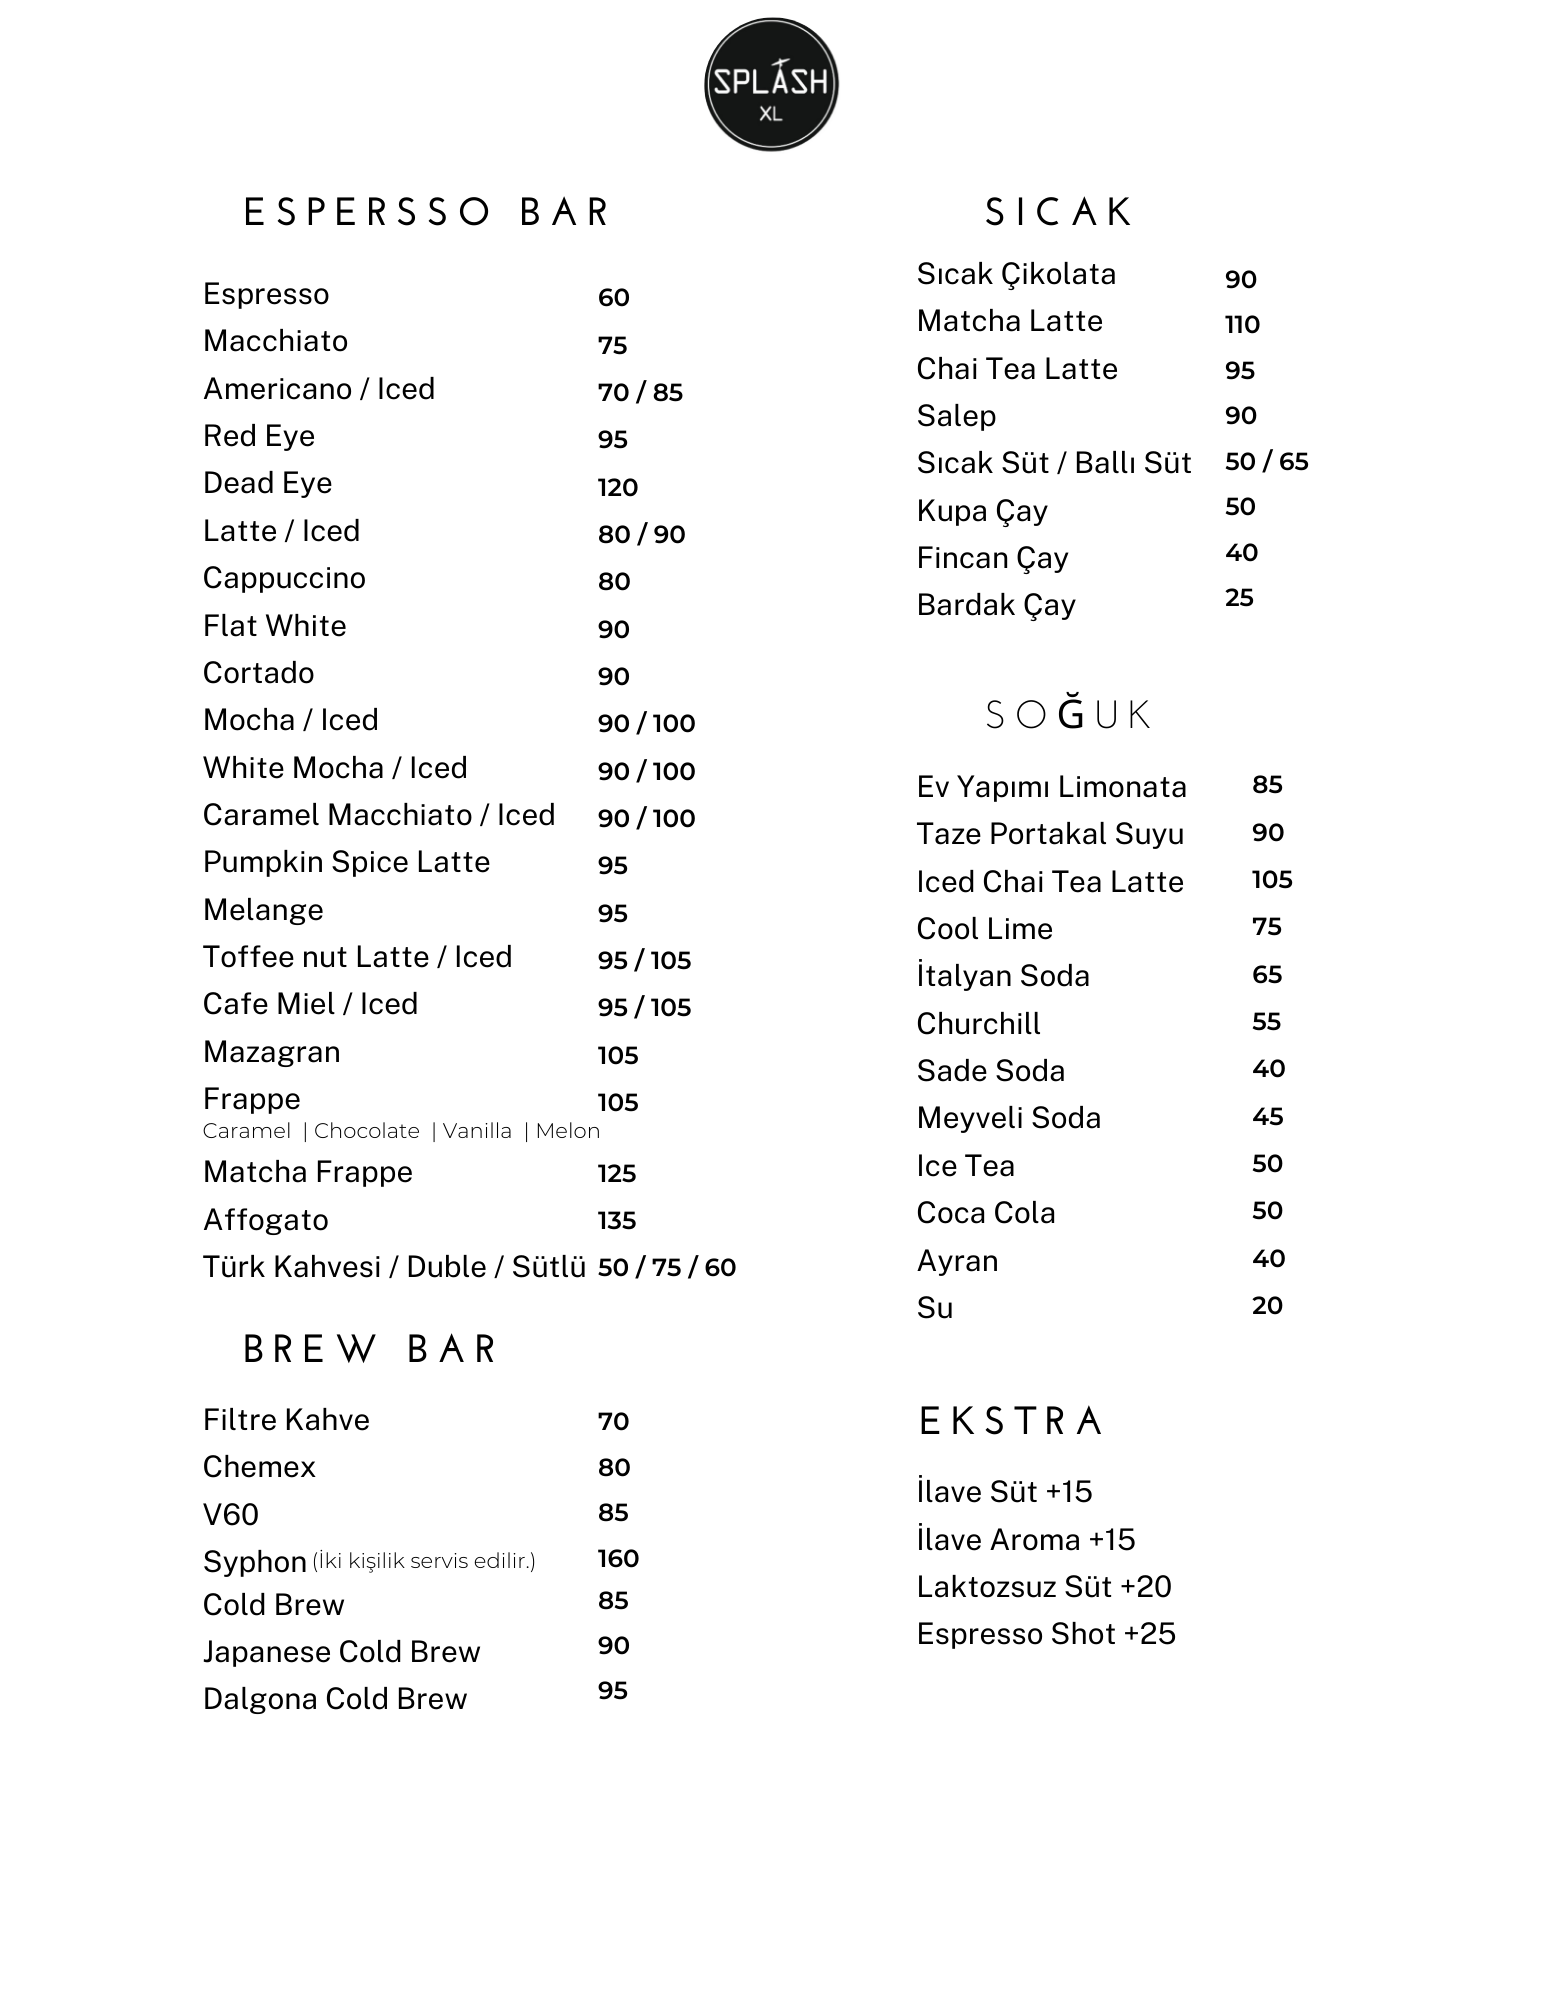 SPLASH
XL
ESPERSSO BAR
Espresso 60
Macchiato 75
Americano / Iced 70 / 85
Red Eye 95
Dead Eye 120
Latte / Iced 80 / 90
Cappuccino 80
Flat White 90
Cortado 90
Mocha / Iced 90 / 100
White Mocha / Iced 90 / 100
Caramel Macchiato / Iced 90 / 100
Pumpkin Spice Latte 95
Melange 95
Toffee nut Latte / Iced 95 / 105
Cafe Miel / Iced 95 / 105
Mazagran 105
Frappe 105
Caramel | Chocolate | Vanilla | Melon
Matcha Frappe 125
Affogato 135
Türk Kahvesi / Duble / Sütlü 50 / 75 / 60
BREW BAR
Filtre Kahve 70
Chemex 80
V60 85
Syphon (İki kişilik servis edilir.) 160
Cold Brew 85
Japanese Cold Brew 90
Dalgona Cold Brew 95
SICAK
Sıcak Çikolata 90
Matcha Latte 110
Chai Tea Latte 95
Salep 90
Sıcak Süt / Ballı Süt 50 / 65
Kupa Çay 50
Fincan Çay 40
Bardak Çay 25
SOĞUK
Ev Yapımı Limonata 85
Taze Portakal Suyu 90
Iced Chai Tea Latte 105
Cool Lime 75
İtalyan Soda 65
Churchill 55
Sade Soda 40
Meyveli Soda 45
Ice Tea 50
Coca Cola 50
Ayran 40
Su 20
EKSTRA
İlave Süt +15
İlave Aroma +15
Laktozsuz Süt +20
Espresso Shot +25